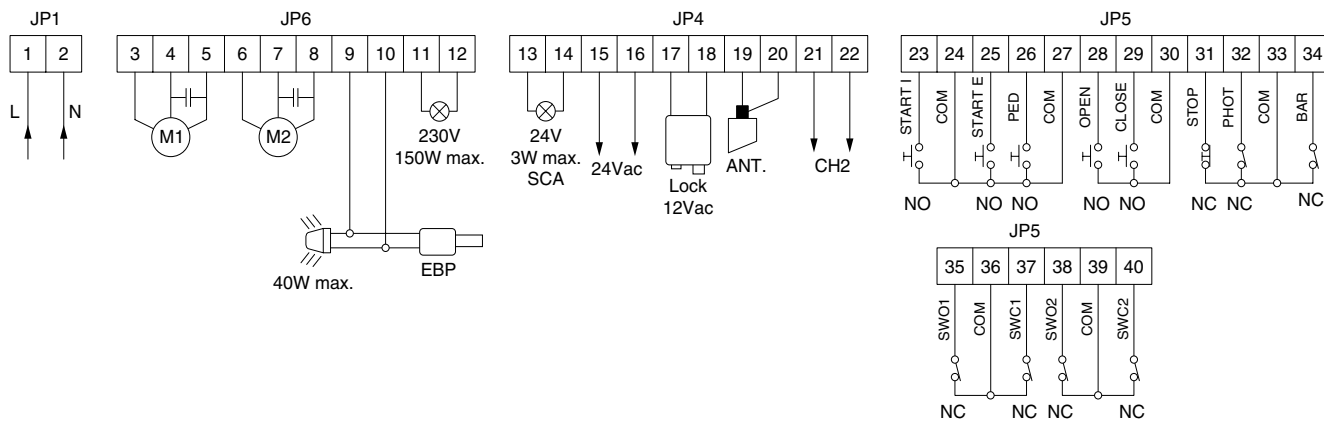 JP1
JP6
JP4
JP5
1 2
3 4 5 6 7 8 9 10 11 12
13 14 15 16 17 18 19 20 21 22
23 24 25 26 27 28 29 30 31 32 33 34
L N
M1
M2
230V
150W max.
24V
3W max.
SCA
24Vac
Lock
12Vac
ANT.
CH2
START I
COM
START E
PED
COM
OPEN
CLOSE
COM
STOP
PHOT
COM
BAR
NO NO NO NO NO NC NC NC
40W max.
EBP
JP5
35 36 37 38 39 40
SWO1
COM
SWC1
SWO2
COM
SWC2
NC NC NC NC